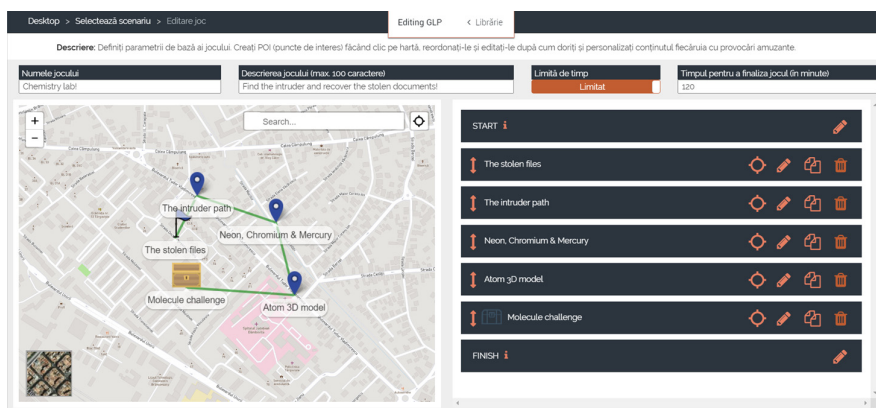 Desktop > Selectează scenariu > Editare joc
Editing GLP < Librărie
Descriere: Definiți parametrii de bază ai jocului. Creați POI (puncte de interes) făcând clic pe hartă, reordonați-le și editați-le după cum doriți și personalizați conținutul fiecăruia cu provocări amuzante.
Numele jocului
Chemistry lab!
Descrierea jocului (max. 100 caractere)
Find the intruder and recover the stolen documents!
Limită de timp
Limitat
Timpul pentru a finaliza jocul (în minute)
120
+
−
Search...
The intruder path
Neon, Chromium & Mercury
The stolen files
Molecule challenge
Atom 3D model
START i
The stolen files
The intruder path
Neon, Chromium & Mercury
Atom 3D model
Molecule challenge
FINISH i